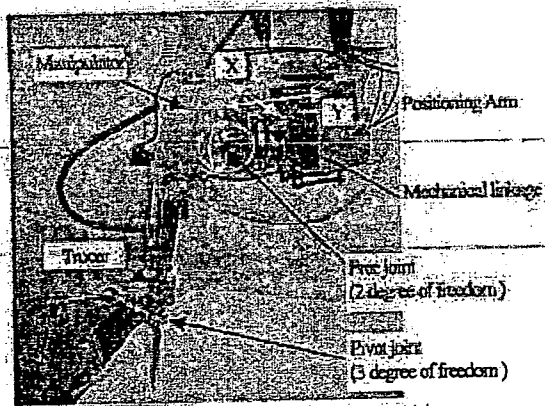 Manipulator
X
Y
Positioning Arm
Mechanical linkage
Trocar
Free joint
(2 degree of freedom)
Pivot joint
(3 degree of freedom)